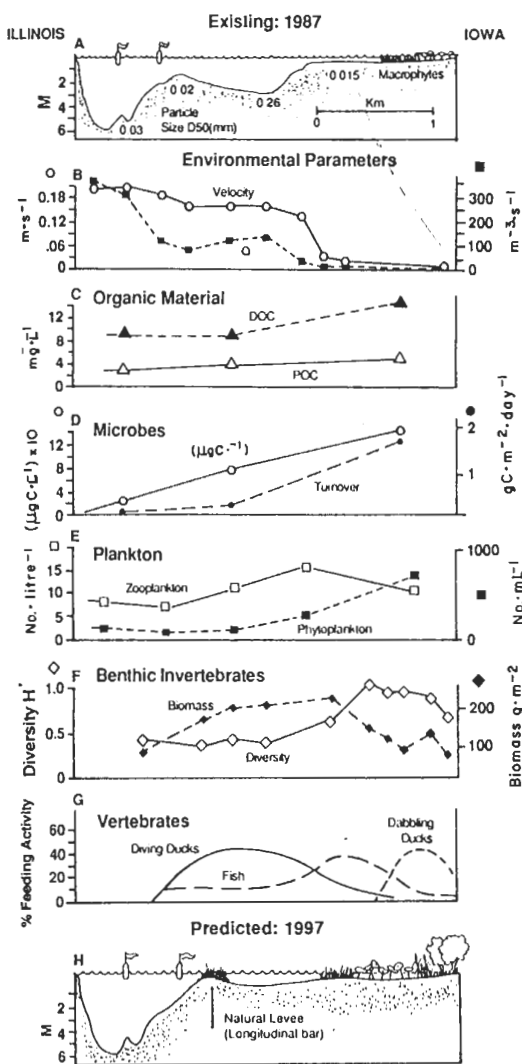 Existing: 1987
ILLINOIS
IOWA
A
M
2
4
6
0.03
0.02
Particle
Size D50(mm)
0.26
0.015
Macrophytes
Km
0 1
Environmental Parameters
B
Velocity
m·s⁻¹
0.18
0.12
.06
0
300
200
100
0
m⁻³·s⁻¹
C Organic Material
mg·L⁻¹
12
8
4
0
DOC
POC
D Microbes
(µgC·L⁻¹) x 10
12
8
4
0
(µgC·⁻¹)
Turnover
2
1
gC·m⁻²·day⁻¹
E Plankton
No.·litre⁻¹
20
15
10
5
0
Zooplankton
Phytoplankton
1000
0
No·mL⁻¹
F Benthic Invertebrates
Diversity H'
1.0
0.5
0
Biomass
Diversity
200
100
Biomass g·m⁻²
G Vertebrates
% Feeding Activity
60
40
20
0
Diving Ducks
Fish
Dabbling
Ducks
Predicted: 1997
H
M
2
4
6
Natural Levee
(Longitudinal bar)